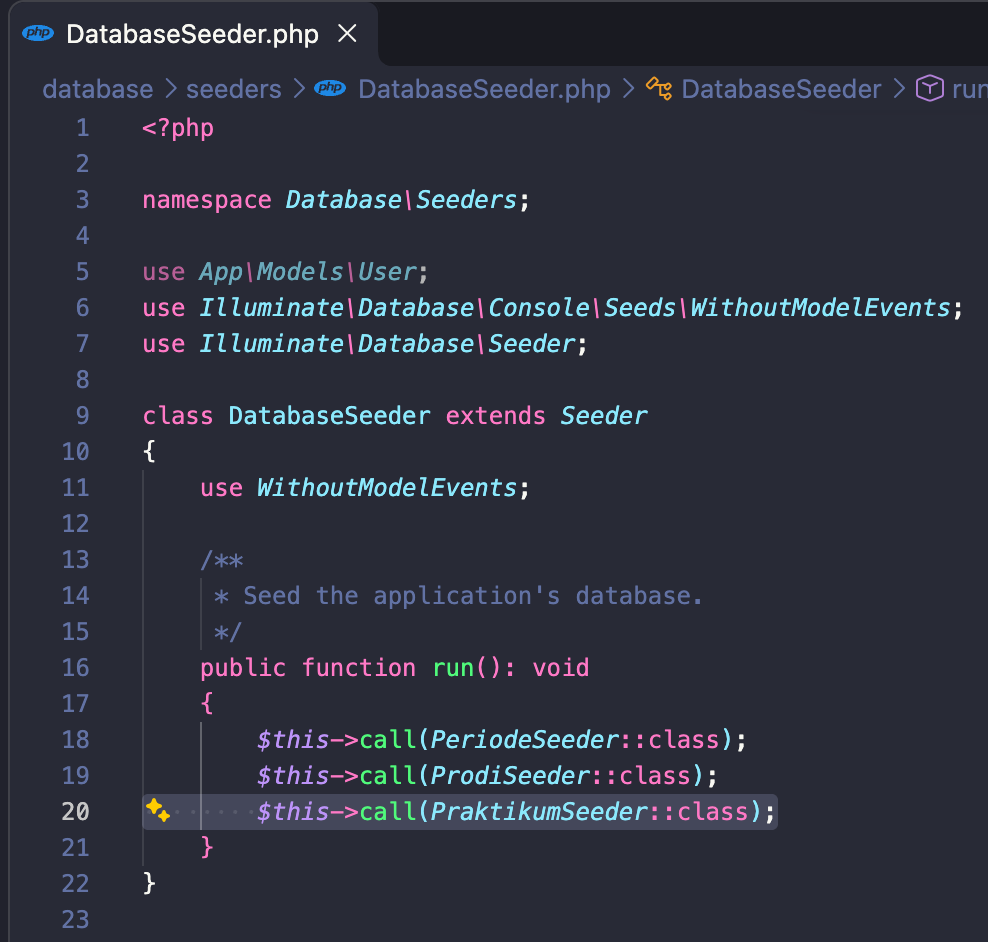 php DatabaseSeeder.php ×
database > seeders > php DatabaseSeeder.php > DatabaseSeeder > run
1 <?php
2
3 namespace Database\Seeders;
4
5 use App\Models\User;
6 use Illuminate\Database\Console\Seeds\WithoutModelEvents;
7 use Illuminate\Database\Seeder;
8
9 class DatabaseSeeder extends Seeder
10 {
11     use WithoutModelEvents;
12
13     /**
14      * Seed the application's database.
15      */
16     public function run(): void
17     {
18         $this->call(PeriodeSeeder::class);
19         $this->call(ProdiSeeder::class);
20         $this->call(PraktikumSeeder::class);
21     }
22 }
23